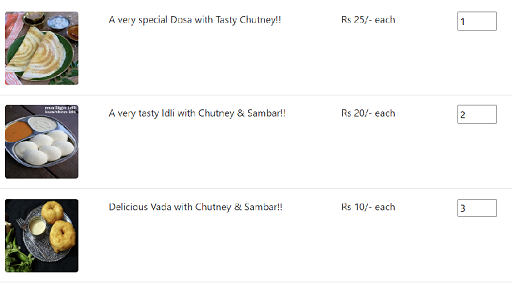 A very special Dosa with Tasty Chutney!! Rs 25/- each 1
A very tasty Idli with Chutney & Sambar!! Rs 20/- each 2
Delicious Vada with Chutney & Sambar!! Rs 10/- each 3